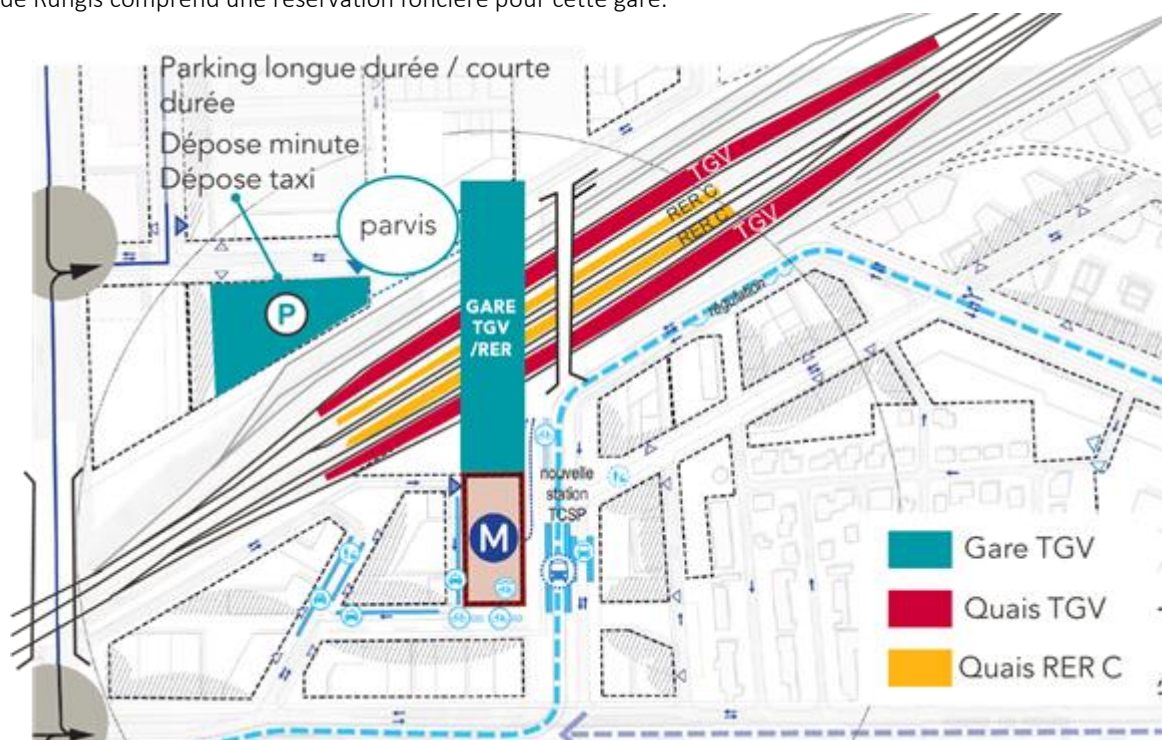 de Rungis comprend une réservation foncière pour cette gare.
Parking longue durée / courte
durée
Dépose minute
Dépose taxi
parvis
P
GARE
TGV
/RER
TGV
RER C
RER C
TGV
régulation
nouvelle
station
TCSP
M
Gare TGV
Quais TGV
Quais RER C